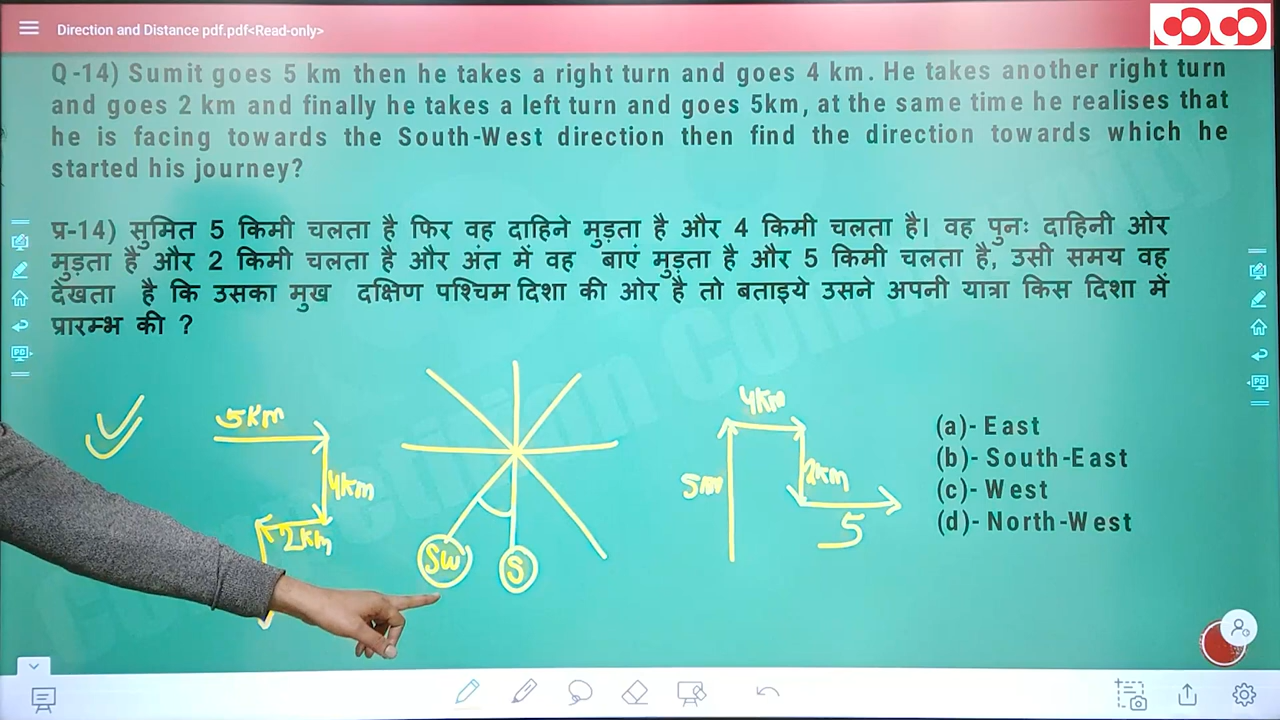 Direction and Distance pdf.pdf<Read-only>
Q-14) Sumit goes 5 km then he takes a right turn and goes 4 km. He takes another right turn
and goes 2 km and finally he takes a left turn and goes 5km, at the same time he realises that
he is facing towards the South-West direction then find the direction towards which he
started his journey?
प्र-14) सुमित 5 किमी चलता है फिर वह दाहिने मुड़ता है और 4 किमी चलता है। वह पुनः दाहिनी ओर
मुड़ता है और 2 किमी चलता है और अंत में वह बाएं मुड़ता है और 5 किमी चलता है, उसी समय वह
देखता है कि उसका मुख दक्षिण पश्चिम दिशा की ओर है तो बताइये उसने अपनी यात्रा किस दिशा में
प्रारम्भ की ?
5km
4km
2km
SW
S
4km
5km
2km
5
(a)- East
(b)- South-East
(c)- West
(d)- North-West